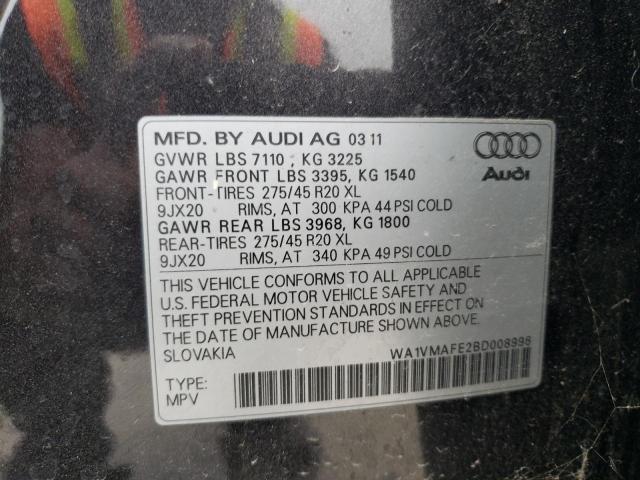 MFD. BY AUDI AG 03 11
GVWR LBS 7110 , KG 3225
GAWR FRONT LBS 3395, KG 1540
FRONT-TIRES 275/45 R20 XL
9JX20 RIMS, AT 300 KPA 44 PSI COLD
GAWR REAR LBS 3968, KG 1800
REAR-TIRES 275/45 R20 XL
9JX20 RIMS, AT 340 KPA 49 PSI COLD
Audi
THIS VEHICLE CONFORMS TO ALL APPLICABLE
U.S. FEDERAL MOTOR VEHICLE SAFETY AND
THEFT PREVENTION STANDARDS IN EFFECT ON
THE DATE OF MANUFACTURE SHOWN ABOVE.
SLOVAKIA
WA1VMAFE2BD008998
TYPE:
MPV